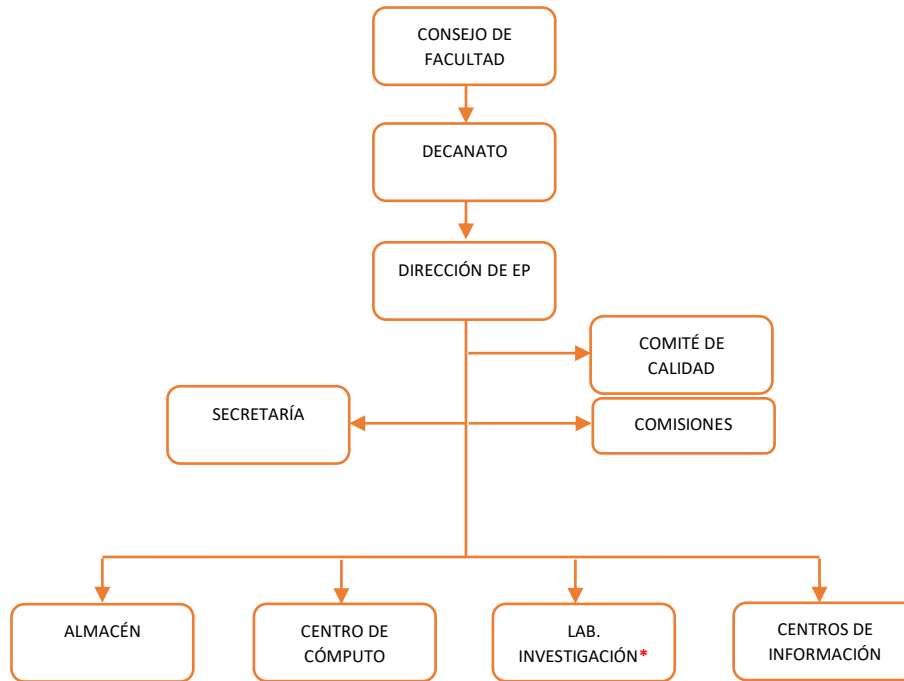 CONSEJO DE
FACULTAD
DECANATO
DIRECCIÓN DE EP
COMITÉ DE
CALIDAD
SECRETARÍA
COMISIONES
ALMACÉN
CENTRO DE
CÓMPUTO
LAB.
INVESTIGACIÓN*
CENTROS DE
INFORMACIÓN